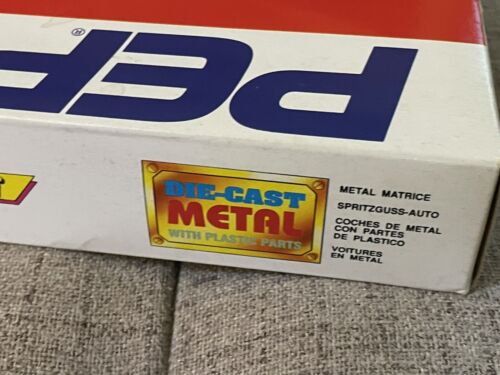 PEP®
DIE-CAST
METAL
WITH PLASTIC PARTS
METAL MATRICE
SPRITZGUSS-AUTO
COCHES DE METAL
CON PARTES
DE PLASTICO
VOITURES
EN METAL